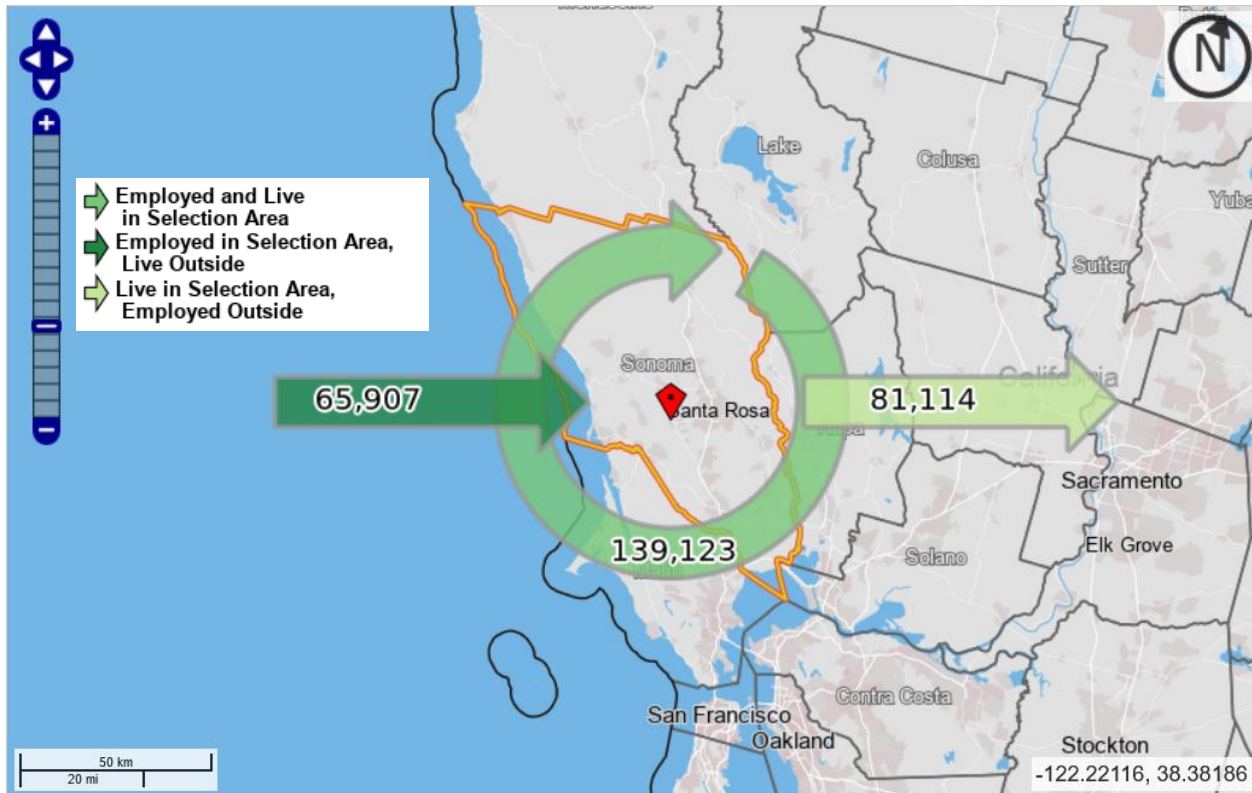 N
Lake
Colusa
Yuba
Sutter
+
Employed and Live
in Selection Area
Employed in Selection Area,
Live Outside
Live in Selection Area,
Employed Outside
Sonoma
California
65,907
81,114
Santa Rosa
Napa
Sacramento
139,123
Elk Grove
Marin
Solano
Contra Costa
San Francisco
Oakland
Stockton
50 km
20 mi
-122.22116, 38.38186